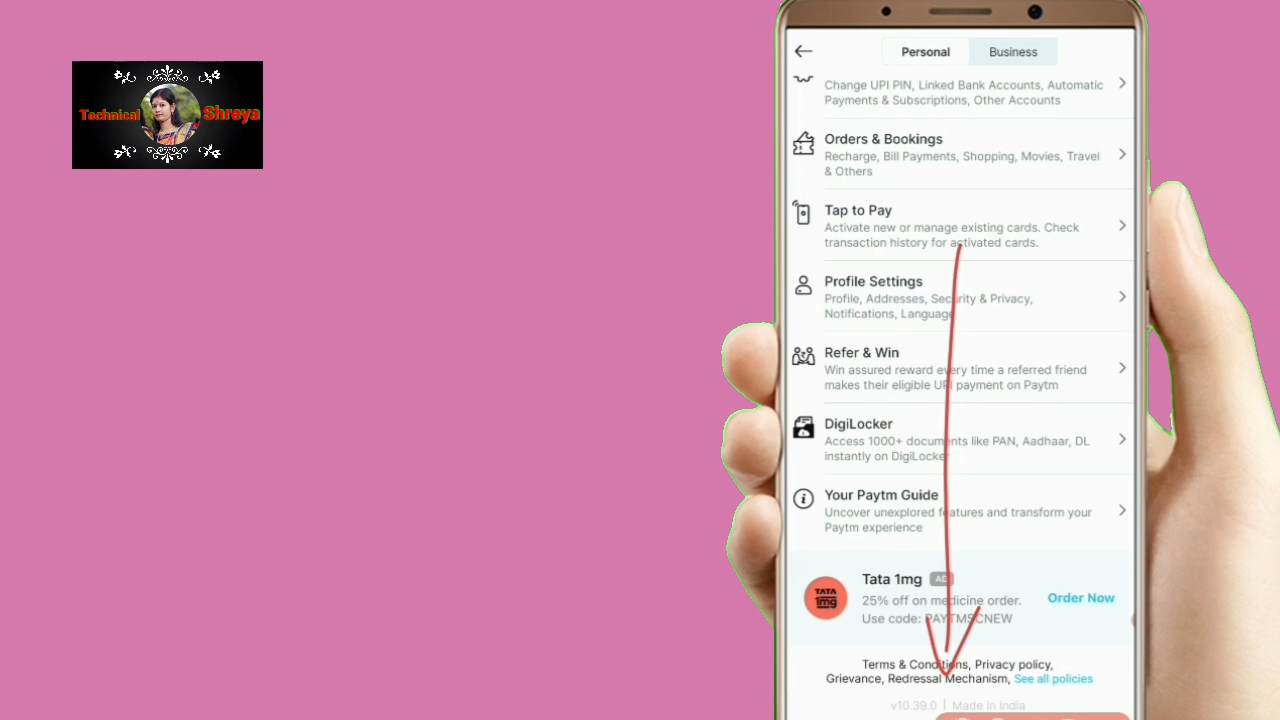 Technical Shreya
Personal Business
Change UPI PIN, Linked Bank Accounts, Automatic
Payments & Subscriptions, Other Accounts
Orders & Bookings
Recharge, Bill Payments, Shopping, Movies, Travel
& Others
Tap to Pay
Activate new or manage existing cards. Check
transaction history for activated cards.
Profile Settings
Profile, Addresses, Security & Privacy,
Notifications, Language
Refer & Win
Win assured reward every time a referred friend
makes their eligible UPI payment on Paytm
DigiLocker
Access 1000+ documents like PAN, Aadhaar, DL
instantly on DigiLocker
Your Paytm Guide
Uncover unexplored features and transform your
Paytm experience
Tata 1mg AD
TATA
1mg
25% off on medicine order.
Order Now
Use code: PAYTMSCNEW
Terms & Conditions, Privacy policy,
Grievance, Redressal Mechanism, See all policies
v10.39.0 | Made in India